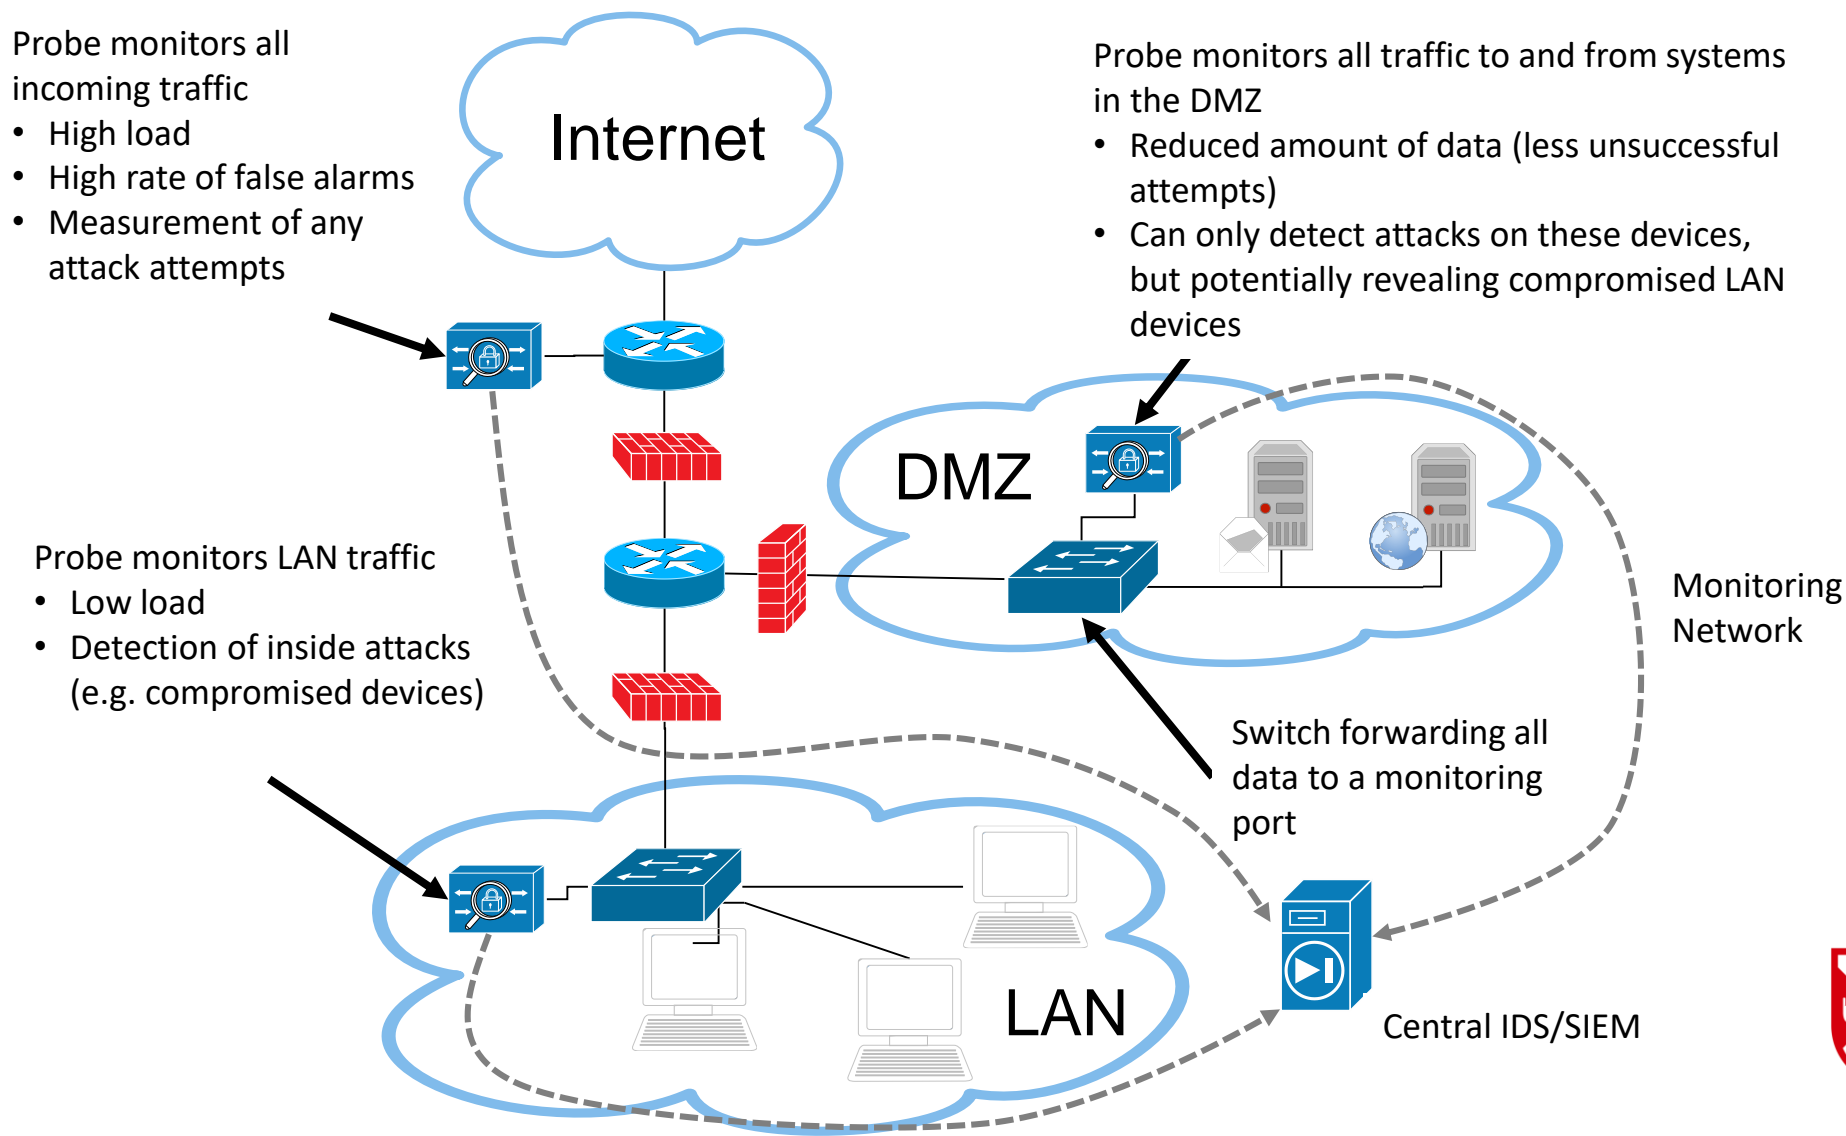 Probe monitors all
incoming traffic
• High load
• High rate of false alarms
• Measurement of any
attack attempts
Internet
Probe monitors all traffic to and from systems
in the DMZ
• Reduced amount of data (less unsuccessful
attempts)
• Can only detect attacks on these devices,
but potentially revealing compromised LAN
devices
DMZ
Probe monitors LAN traffic
• Low load
• Detection of inside attacks
(e.g. compromised devices)
Monitoring
Network
Switch forwarding all
data to a monitoring
port
LAN
Central IDS/SIEM